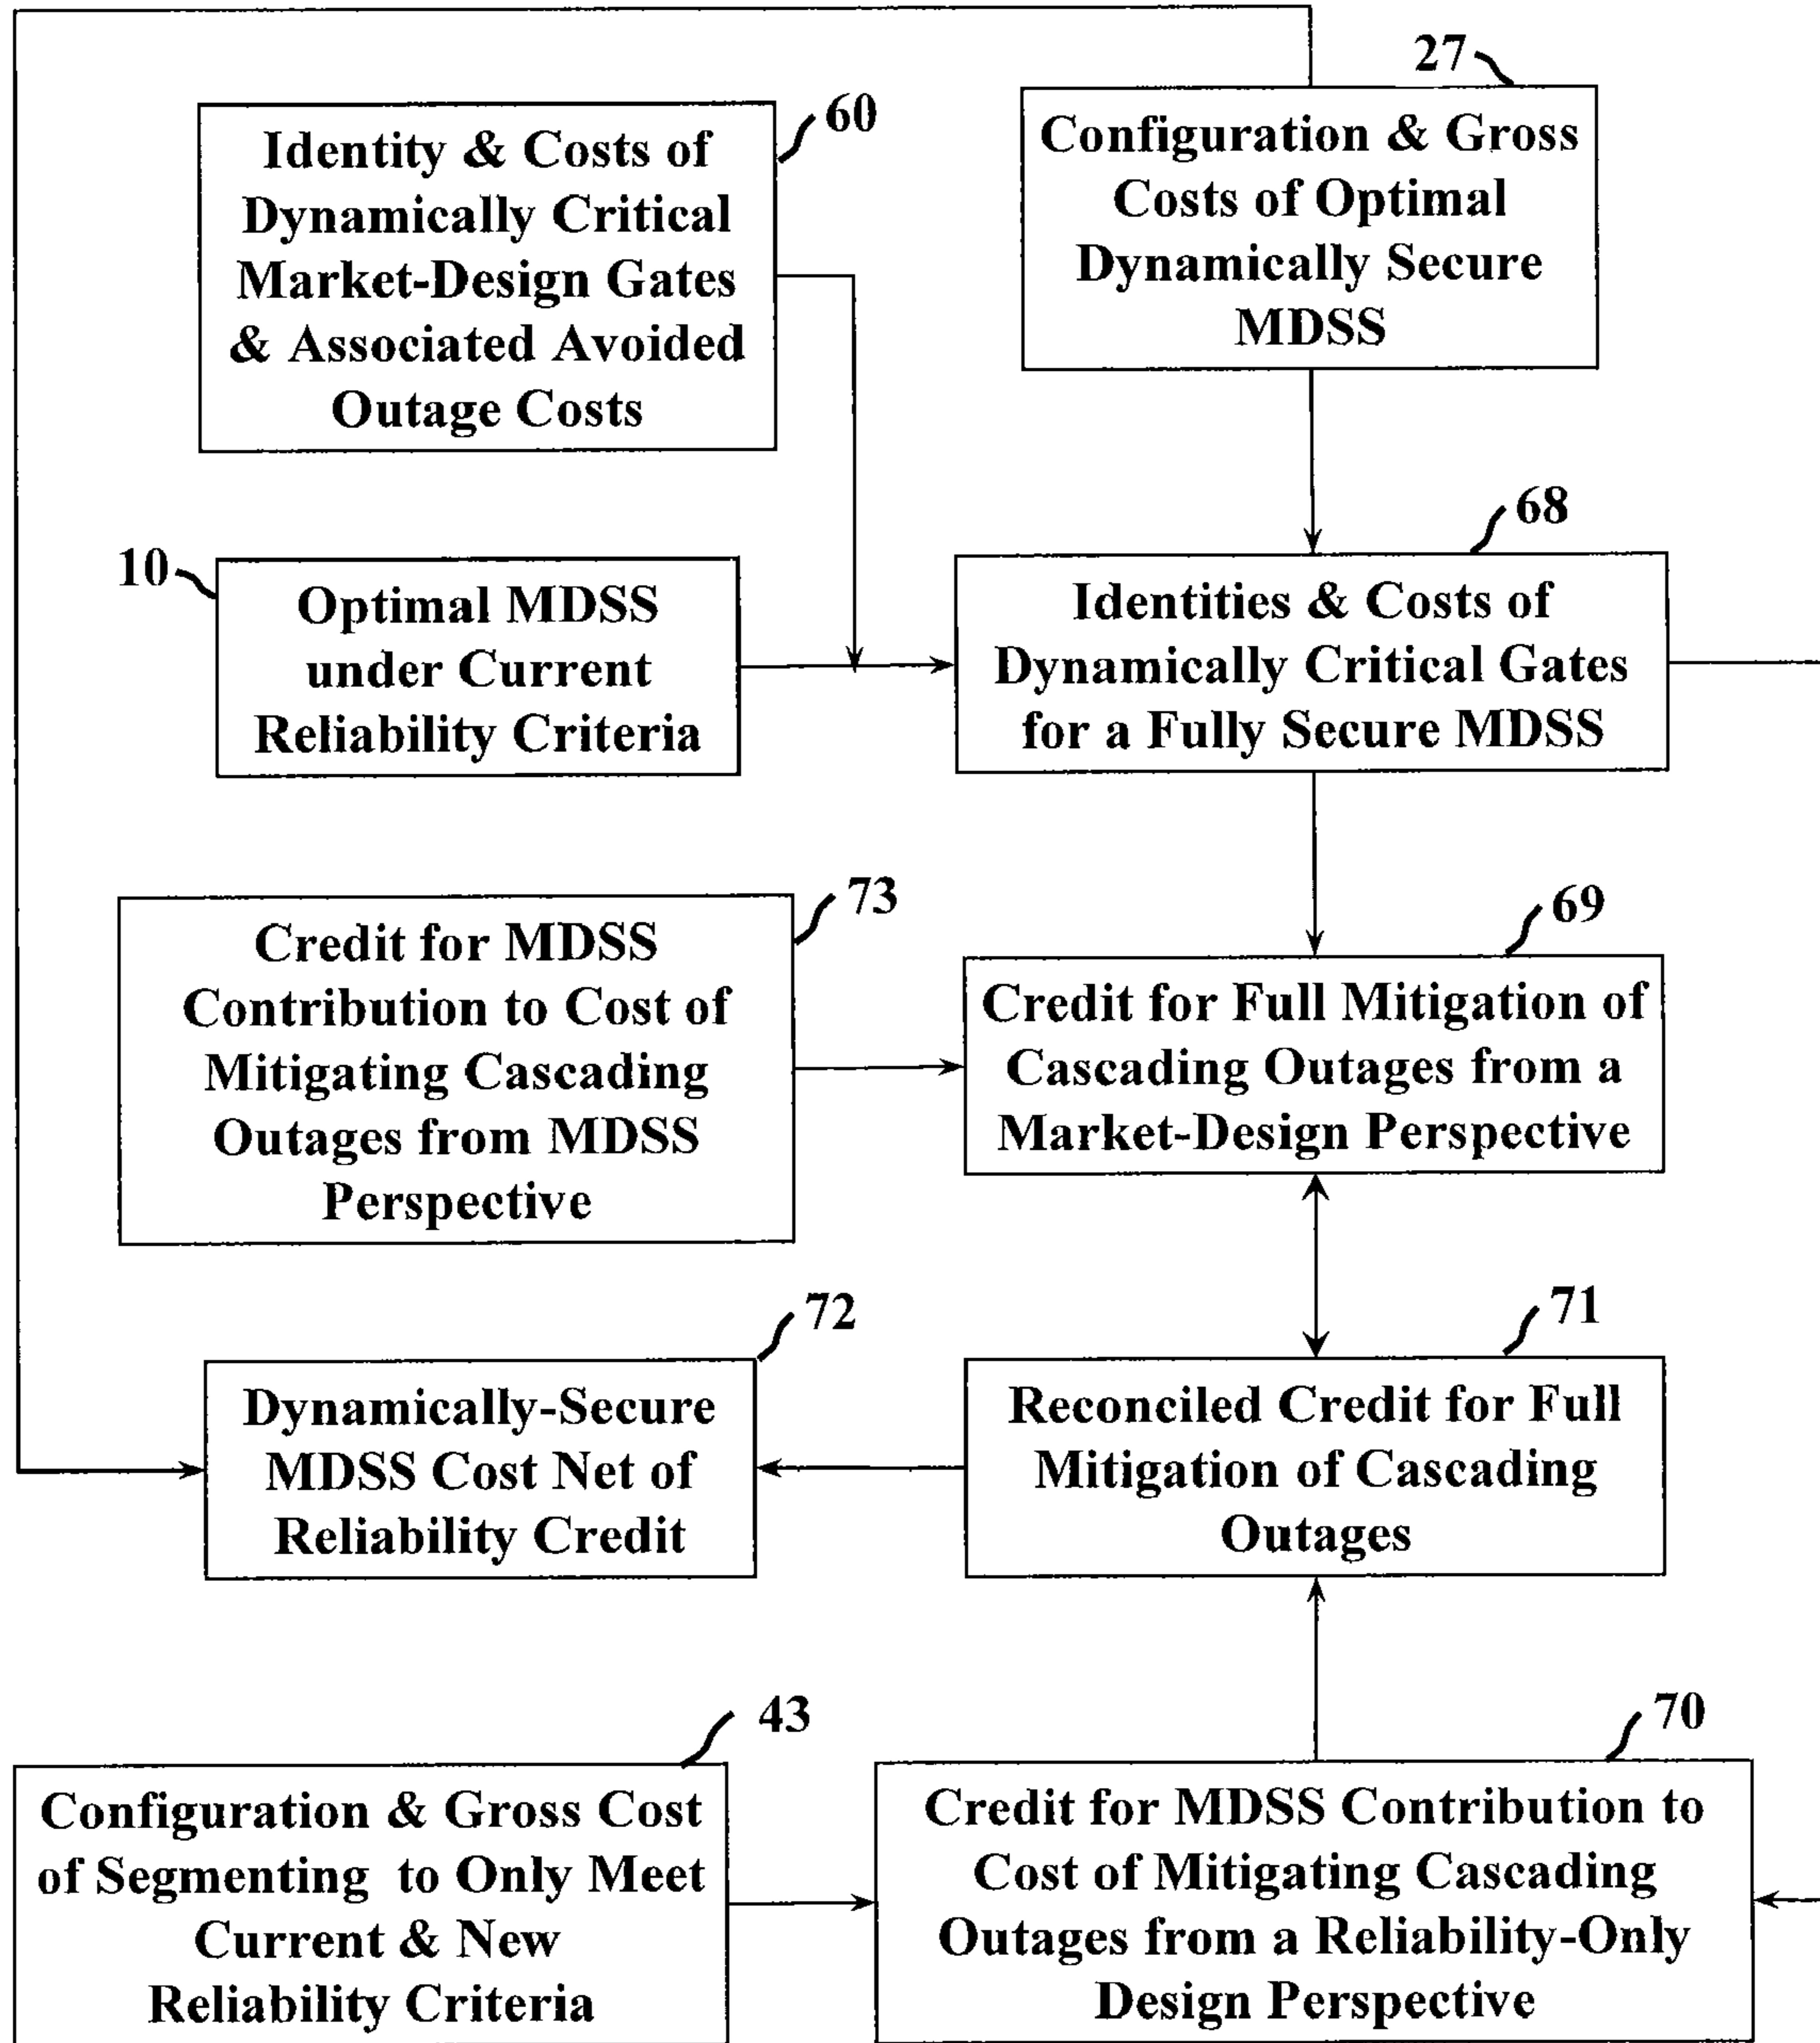 27
Configuration & Gross
Costs of Optimal
Dynamically Secure
MDSS
60
Identity & Costs of
Dynamically Critical
Market-Design Gates
& Associated Avoided
Outage Costs
68
Identities & Costs of
Dynamically Critical Gates
for a Fully Secure MDSS
10
Optimal MDSS
under Current
Reliability Criteria
73
Credit for MDSS
Contribution to Cost of
Mitigating Cascading
Outages from MDSS
Perspective
69
Credit for Full Mitigation of
Cascading Outages from a
Market-Design Perspective
72
Dynamically-Secure
MDSS Cost Net of
Reliability Credit
71
Reconciled Credit for Full
Mitigation of Cascading
Outages
43
Configuration & Gross Cost
of Segmenting to Only Meet
Current & New
Reliability Criteria
70
Credit for MDSS Contribution to
Cost of Mitigating Cascading
Outages from a Reliability-Only
Design Perspective